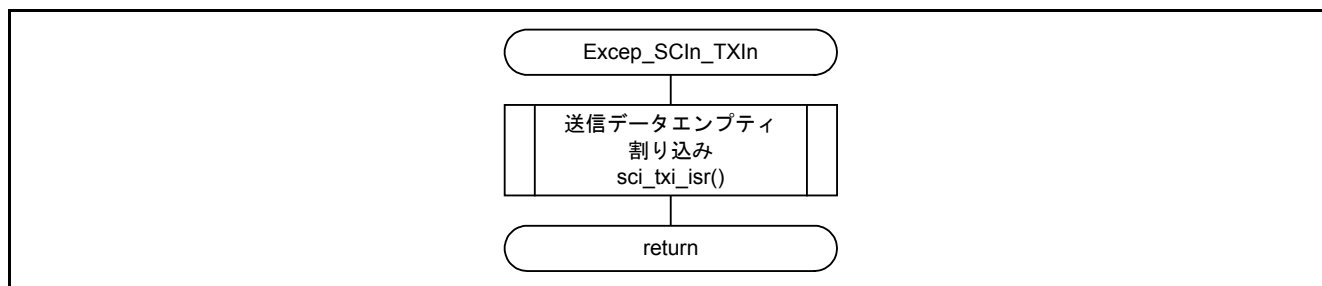 Excep_SCIn_TXIn
送信データエンプティ
割り込み
sci_txi_isr()
return